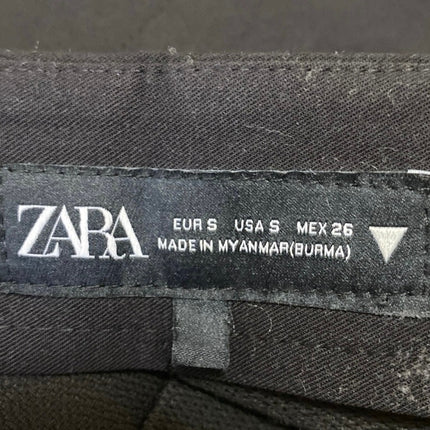 ZARA
EUR S USA S MEX 26
MADE IN MYANMAR(BURMA)